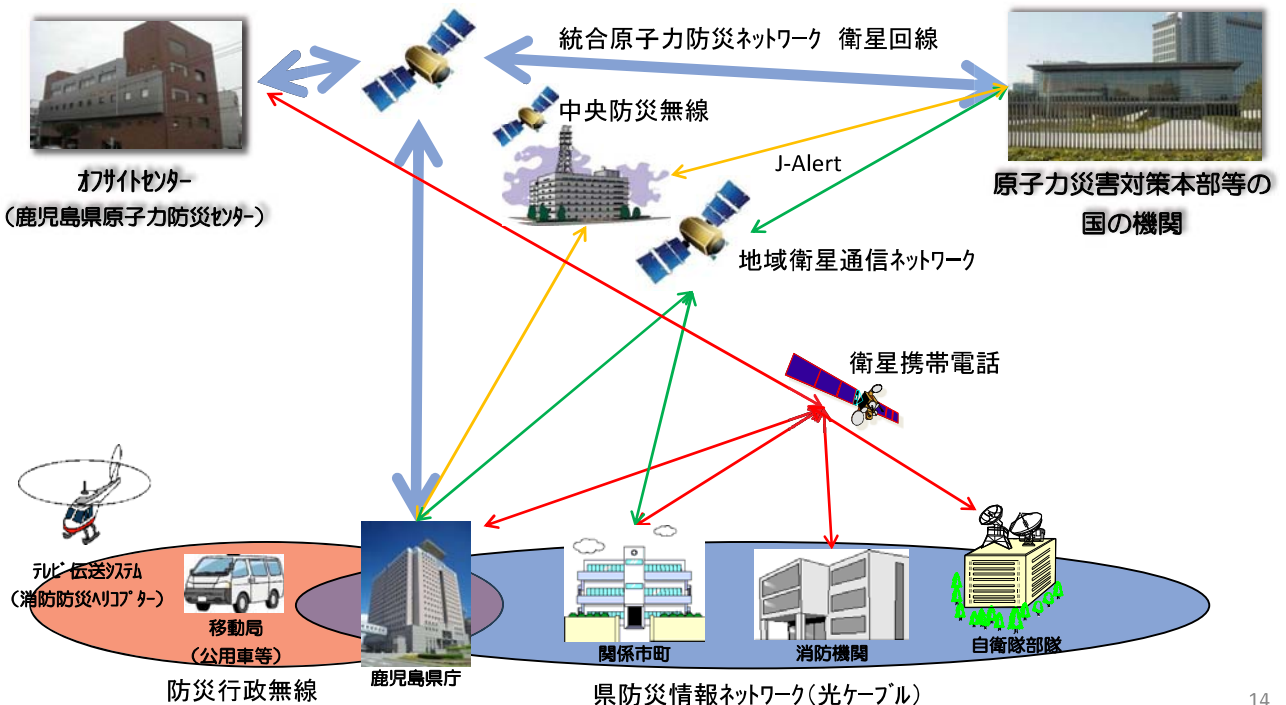 統合原子力防災ネットワーク 衛星回線
中央防災無線
J-Alert
オフサイトセンター
（鹿児島県原子力防災センター）
原子力災害対策本部等の
国の機関
地域衛星通信ネットワーク
衛星携帯電話
テレビ伝送システム
（消防防災ヘリコプター）
移動局
（公用車等）
鹿児島県庁
関係市町
消防機関
自衛隊部隊
防災行政無線
県防災情報ネットワーク（光ケーブル）
14